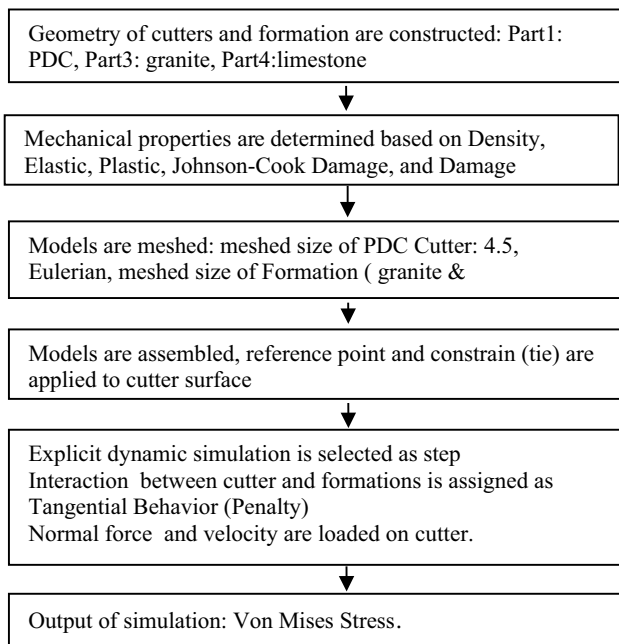 Geometry of cutters and formation are constructed: Part1:
PDC, Part3: granite, Part4:limestone
Mechanical properties are determined based on Density,
Elastic, Plastic, Johnson-Cook Damage, and Damage
Models are meshed: meshed size of PDC Cutter: 4.5,
Eulerian, meshed size of Formation ( granite &
Models are assembled, reference point and constrain (tie) are
applied to cutter surface
Explicit dynamic simulation is selected as step
Interaction between cutter and formations is assigned as
Tangential Behavior (Penalty)
Normal force and velocity are loaded on cutter.
Output of simulation: Von Mises Stress.